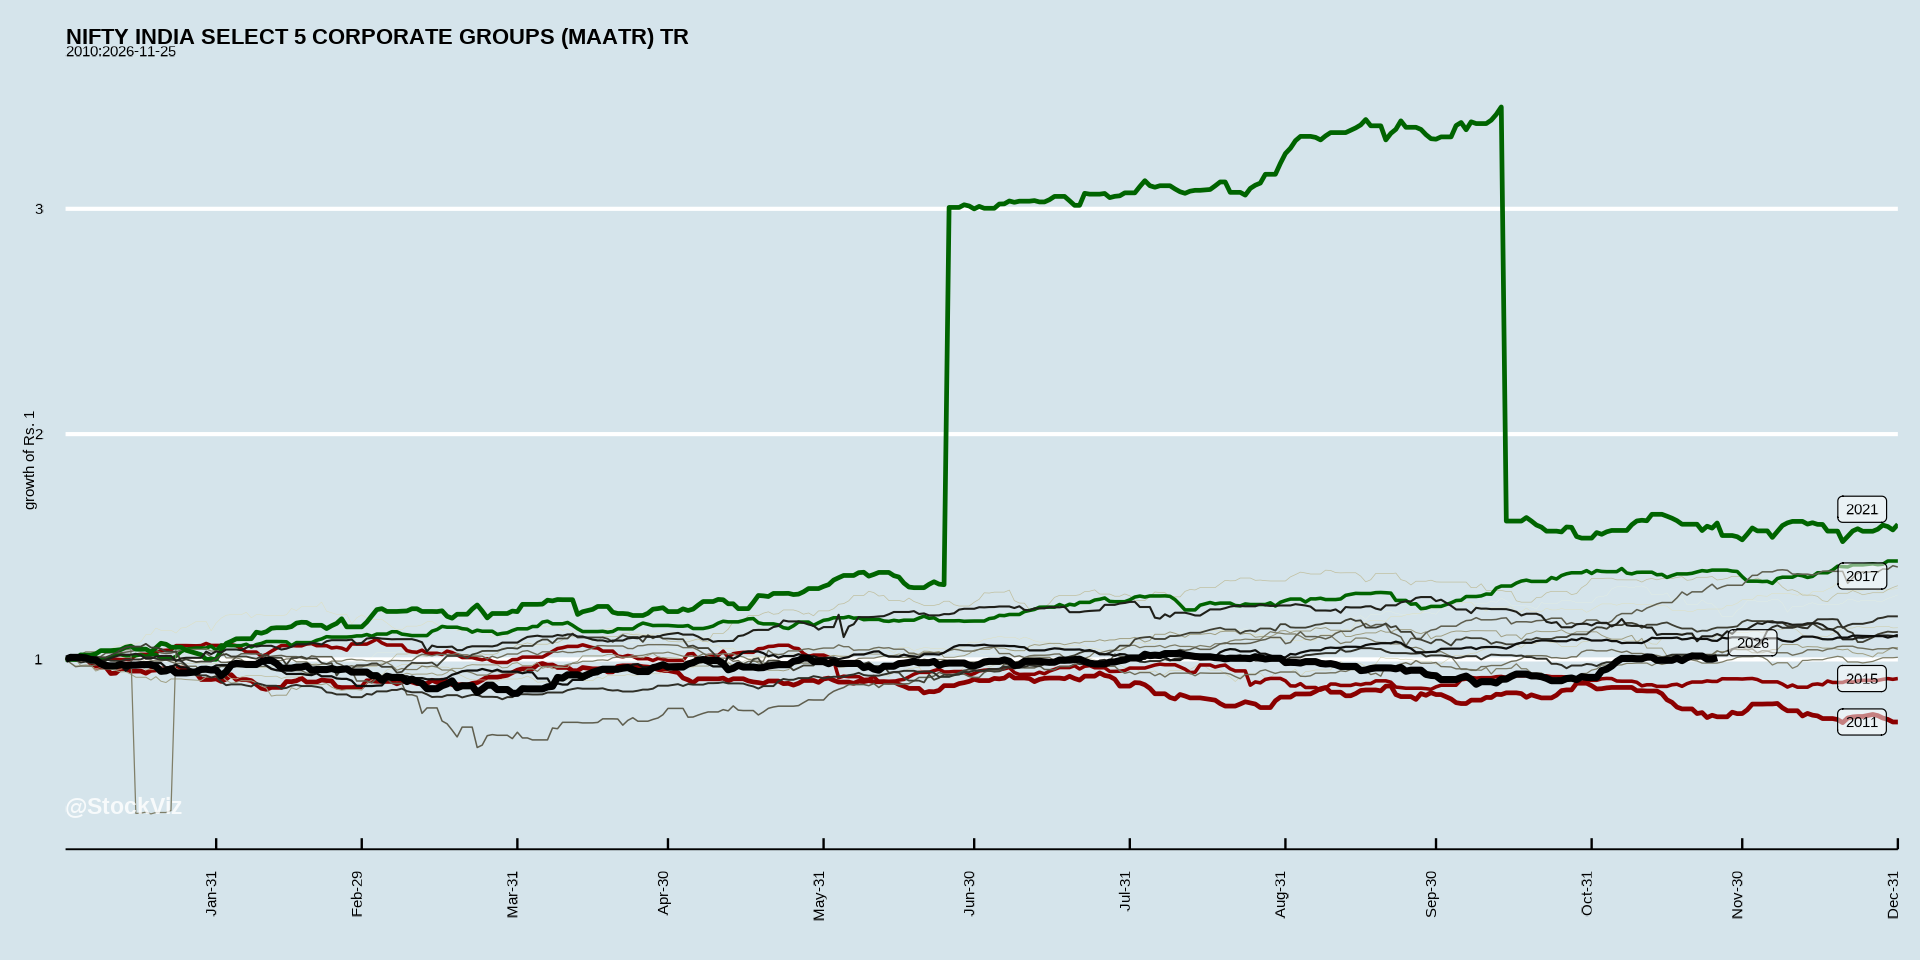 NIFTY INDIA SELECT 5 CORPORATE GROUPS (MAATR) TR
2010:2026-11-25
3
2
1
growth of Rs. 1
2021
2017
2026
2015
2011
@StockViz
Jan-31
Feb-29
Mar-31
Apr-30
May-31
Jun-30
Jul-31
Aug-31
Sep-30
Oct-31
Nov-30
Dec-31